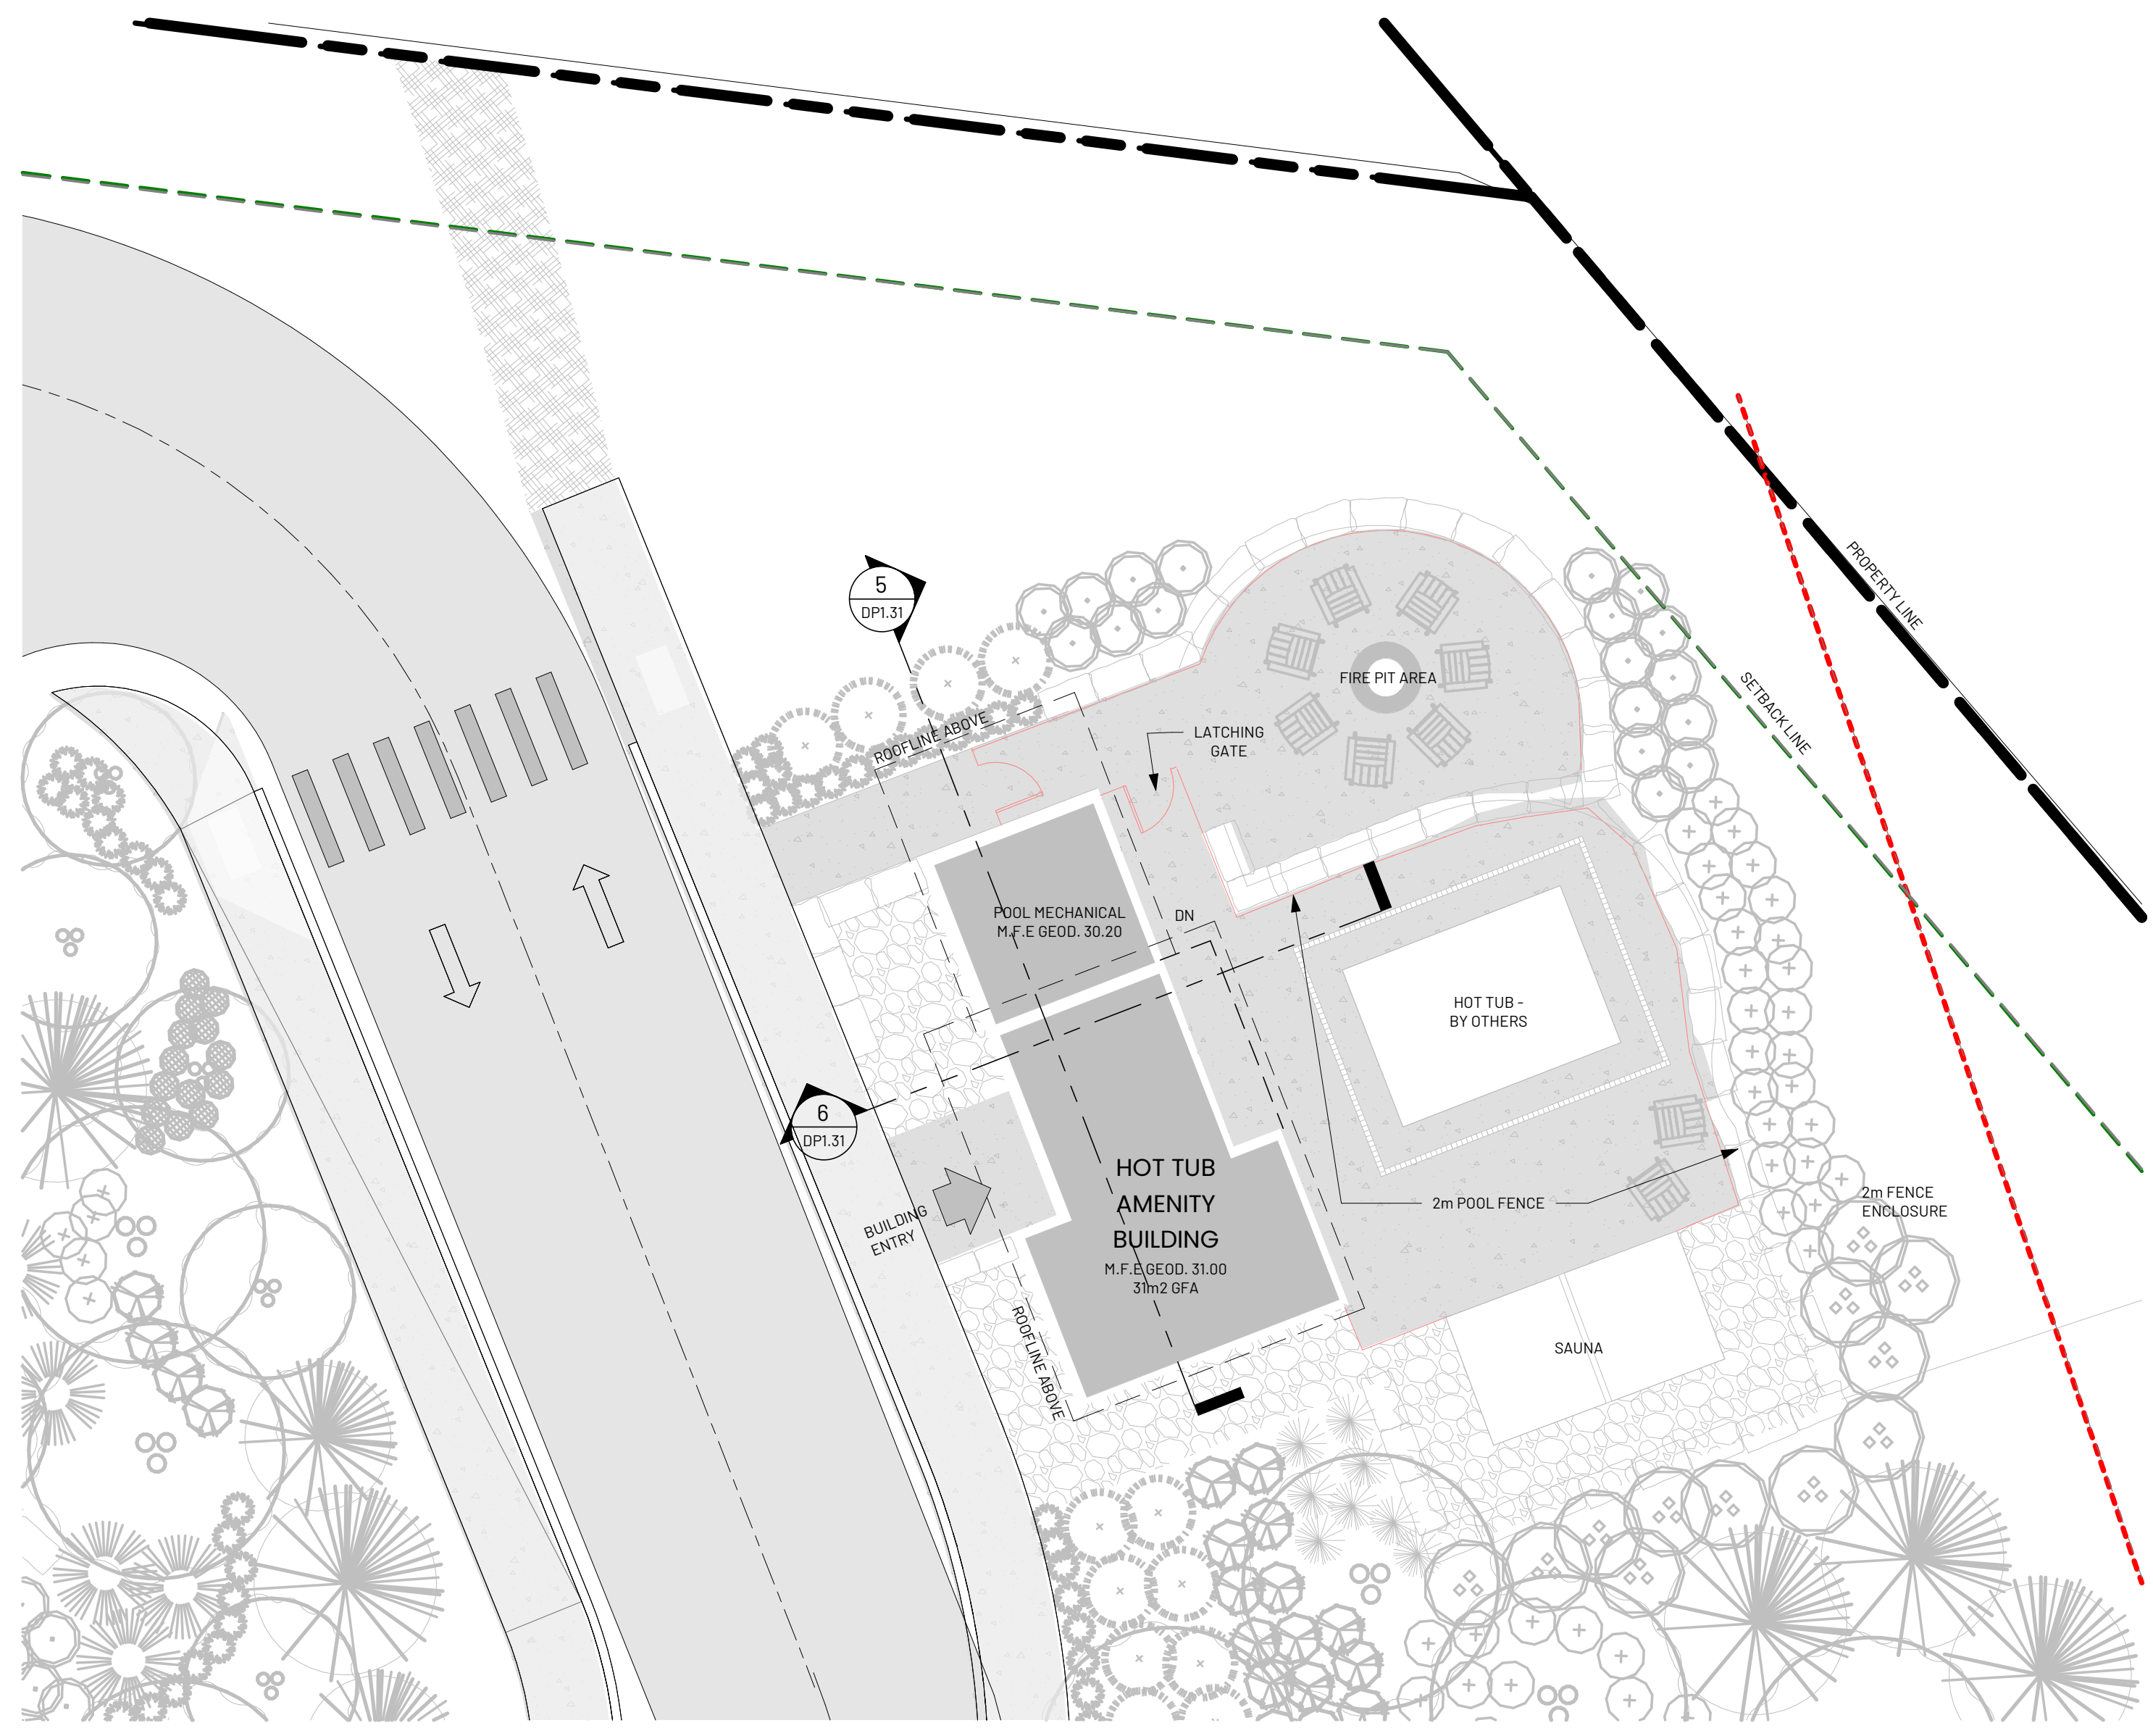 5
DP1.31
PROPERTY LINE
SETBACK LINE
FIRE PIT AREA
ROOFLINE ABOVE
LATCHING
GATE
POOL MECHANICAL
M.F.E GEOD. 30.20
DN
HOT TUB -
BY OTHERS
6
DP1.31
HOT TUB
AMENITY
BUILDING
M.F.E GEOD. 31.00
31m2 GFA
BUILDING
ENTRY
2m POOL FENCE
2m FENCE
ENCLOSURE
ROOFLINE ABOVE
SAUNA